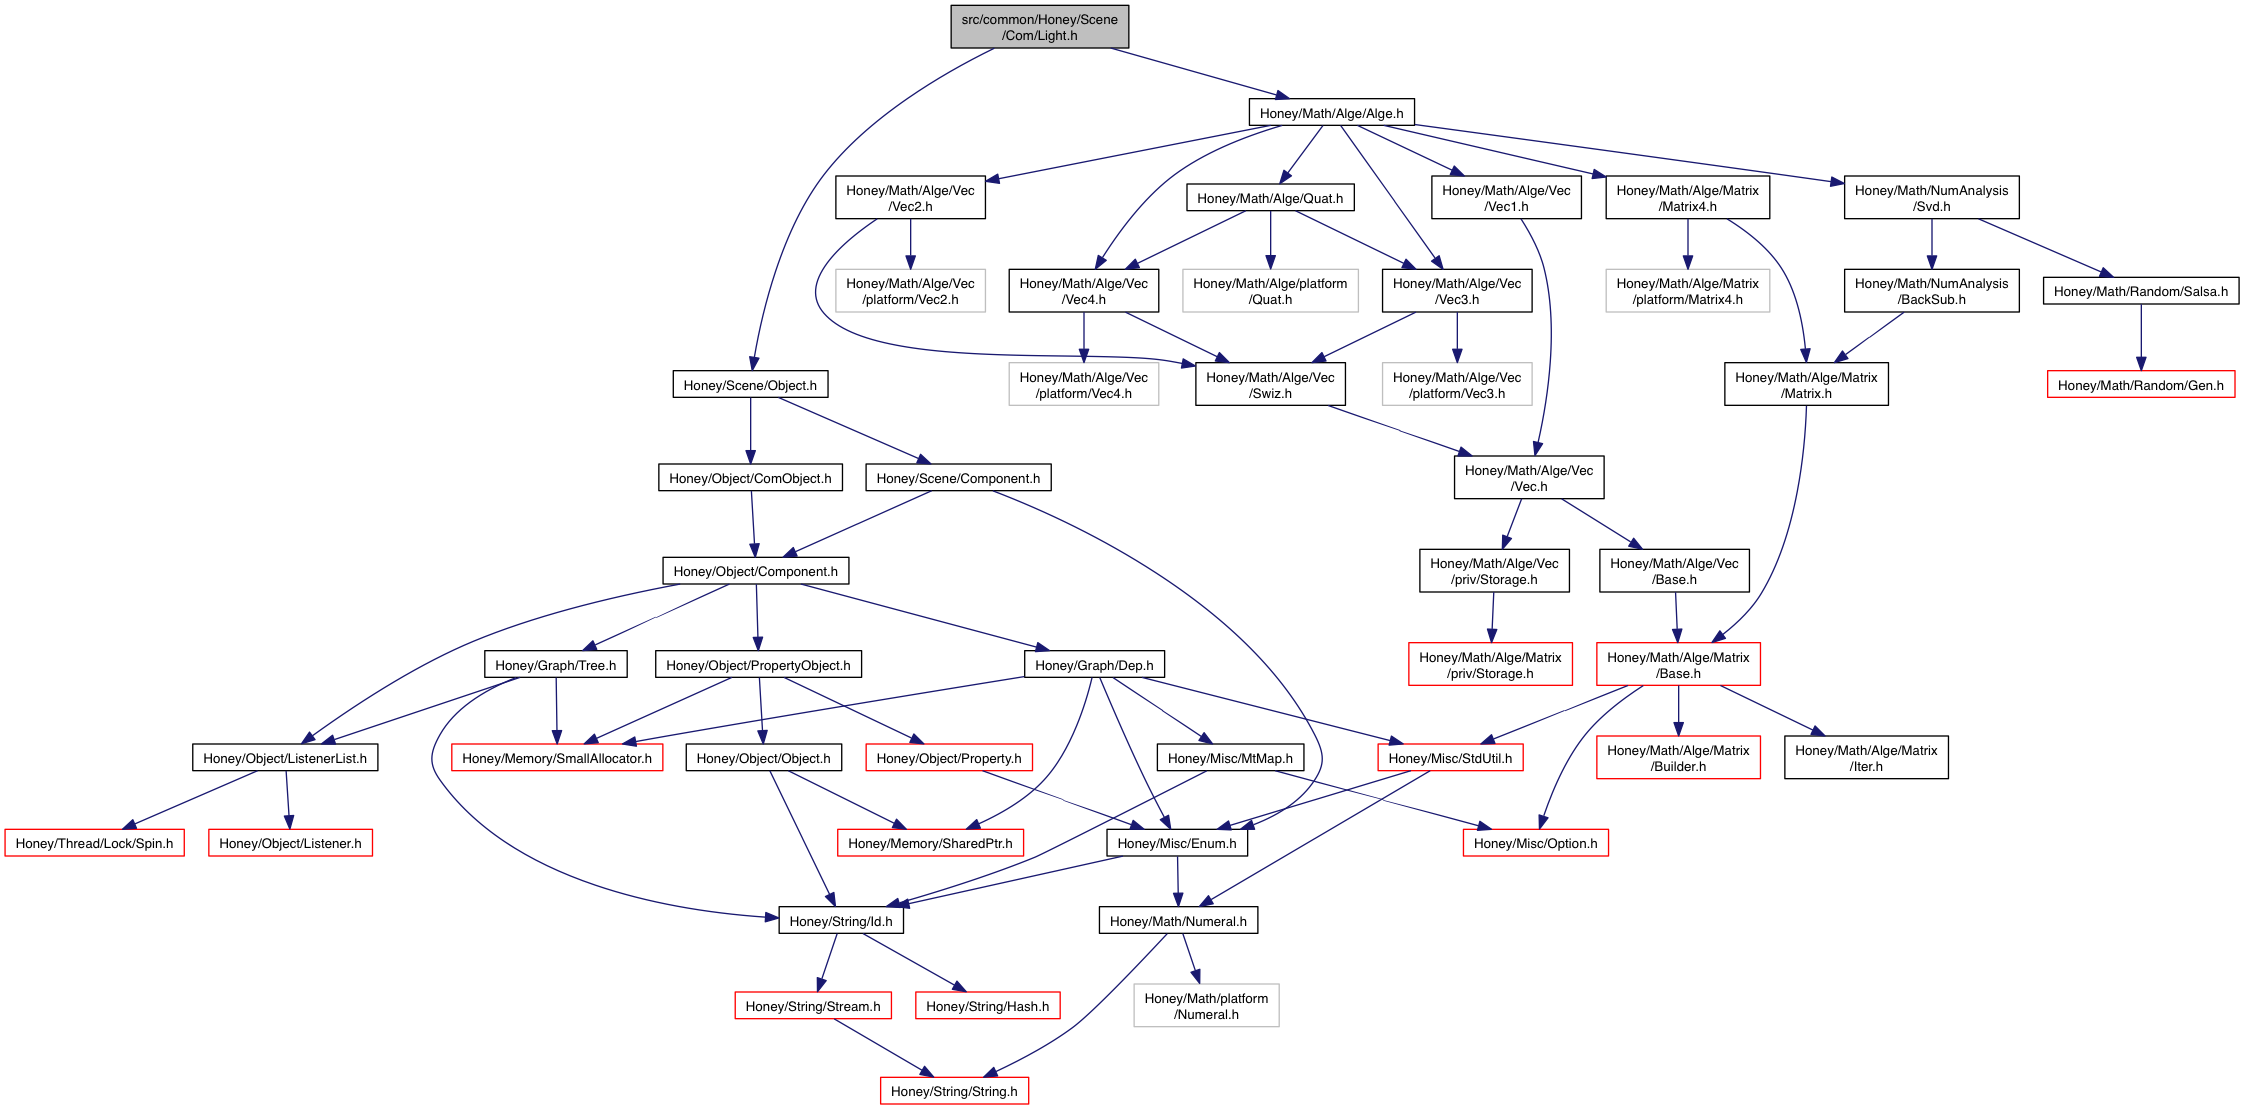 src/common/Honey/Scene
/Com/Light.h
Honey/Math/Alge/Alge.h
Honey/Math/Alge/Vec
/Vec2.h
Honey/Math/Alge/Quat.h
Honey/Math/Alge/Vec
/Vec1.h
Honey/Math/Alge/Matrix
/Matrix4.h
Honey/Math/NumAnalysis
/Svd.h
Honey/Math/Alge/Vec
/platform/Vec2.h
Honey/Math/Alge/Vec
/Vec4.h
Honey/Math/Alge/platform
/Quat.h
Honey/Math/Alge/Vec
/Vec3.h
Honey/Math/Alge/Matrix
/platform/Matrix4.h
Honey/Math/NumAnalysis
/BackSub.h
Honey/Math/Random/Salsa.h
Honey/Scene/Object.h
Honey/Math/Alge/Vec
/platform/Vec4.h
Honey/Math/Alge/Vec
/Swiz.h
Honey/Math/Alge/Vec
/platform/Vec3.h
Honey/Math/Alge/Matrix
/Matrix.h
Honey/Math/Random/Gen.h
Honey/Object/ComObject.h
Honey/Scene/Component.h
Honey/Math/Alge/Vec
/Vec.h
Honey/Object/Component.h
Honey/Math/Alge/Vec
/priv/Storage.h
Honey/Math/Alge/Vec
/Base.h
Honey/Graph/Tree.h
Honey/Object/PropertyObject.h
Honey/Graph/Dep.h
Honey/Math/Alge/Matrix
/priv/Storage.h
Honey/Math/Alge/Matrix
/Base.h
Honey/Object/ListenerList.h
Honey/Memory/SmallAllocator.h
Honey/Object/Object.h
Honey/Object/Property.h
Honey/Misc/MtMap.h
Honey/Misc/StdUtil.h
Honey/Math/Alge/Matrix
/Builder.h
Honey/Math/Alge/Matrix
/Iter.h
Honey/Thread/Lock/Spin.h
Honey/Object/Listener.h
Honey/Memory/SharedPtr.h
Honey/Misc/Enum.h
Honey/Misc/Option.h
Honey/String/Id.h
Honey/Math/Numeral.h
Honey/String/Stream.h
Honey/String/Hash.h
Honey/Math/platform
/Numeral.h
Honey/String/String.h